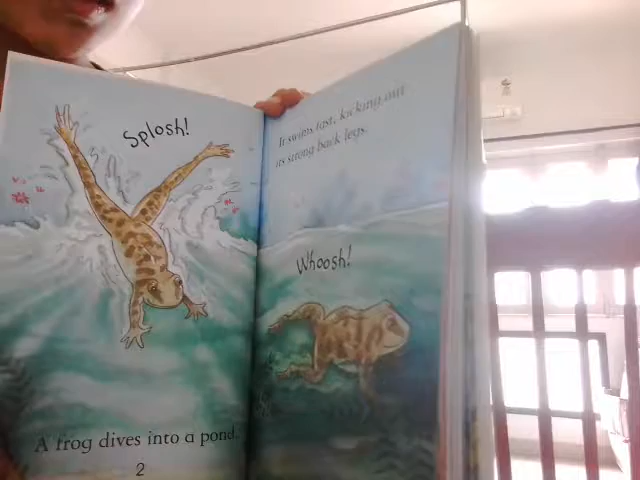 Splosh!
A frog dives into a pond.
2
It swims fast, kicking out
its strong back legs.
Whoosh!